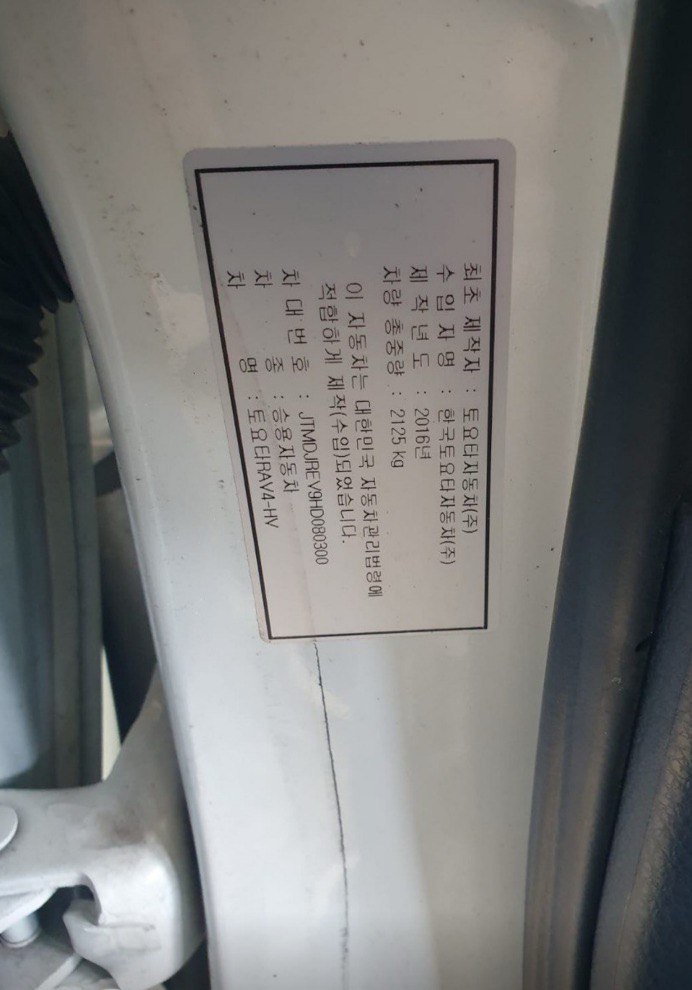 최초 제작자 : 토요타자동차(주)
수 입 자 명 : 한국토요타자동차(주)
제 작 년 도 : 2016년
차량 총중량 : 2125 kg
이 자동차는 대한민국 자동차관리법령에
적합하게 제작(수입)되었습니다.
차 대 번 호 : JTMDJREV9HD080300
차 종 : 승용자동차
차 명 : 토요타RAV4-HV